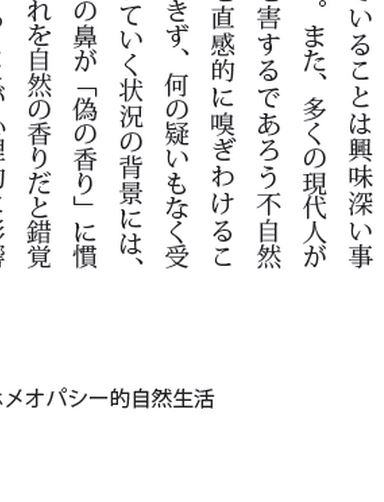 ていることは興味深い事
。また、多くの現代人が
害するであろう不自然
直感的に嗅ぎわけるこ
きず、何の疑いもなく受
ていく状況の背景には、
の鼻が「偽の香り」に慣
れを自然の香りだと錯覚
メオパシー的自然生活